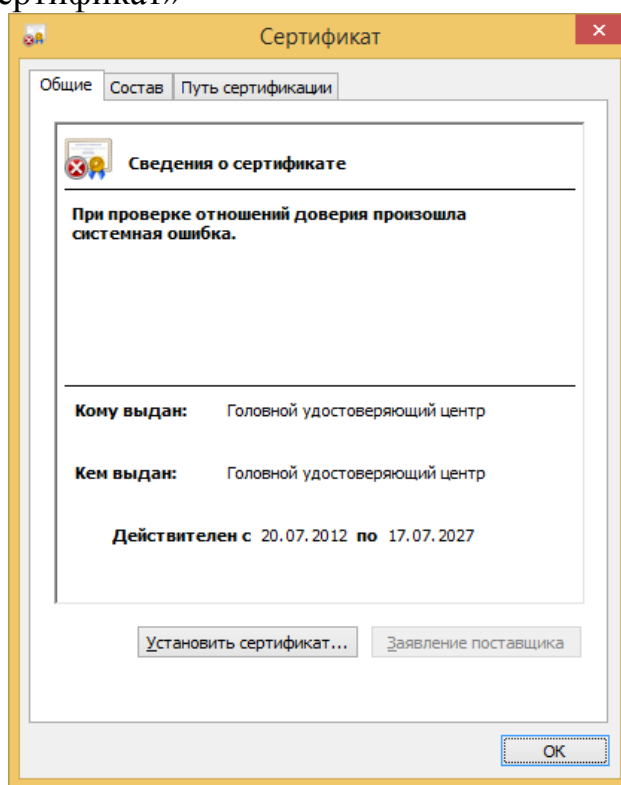 ертификат»
Сертификат
Общие Состав Путь сертификации
Сведения о сертификате
При проверке отношений доверия произошла
системная ошибка.
Кому выдан: Головной удостоверяющий центр
Кем выдан: Головной удостоверяющий центр
Действителен с 20.07.2012 по 17.07.2027
Установить сертификат... Заявление поставщика
ОК